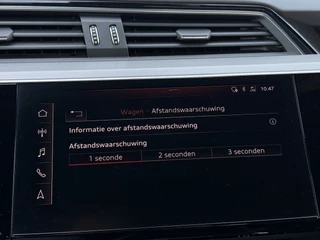 10.47
Wagen · Afstandswaarschuwing
Informatie over afstandswaarschuwing
Afstandswaarschuwing
1 seconde 2 seconden 3 seconden